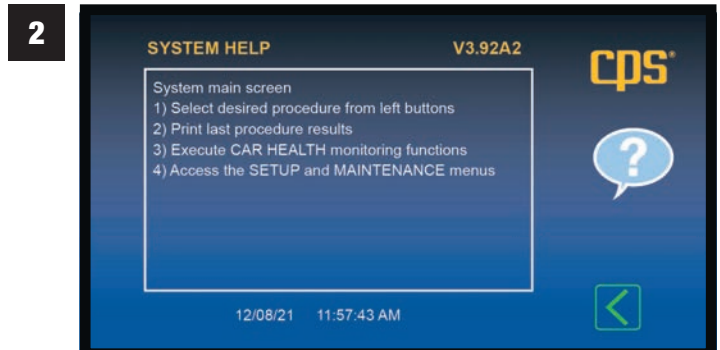 2
SYSTEM HELP V3.92A2
cps®
System main screen
1) Select desired procedure from left buttons
2) Print last procedure results
3) Execute CAR HEALTH monitoring functions
4) Access the SETUP and MAINTENANCE menus
?
12/08/21 11:57:43 AM